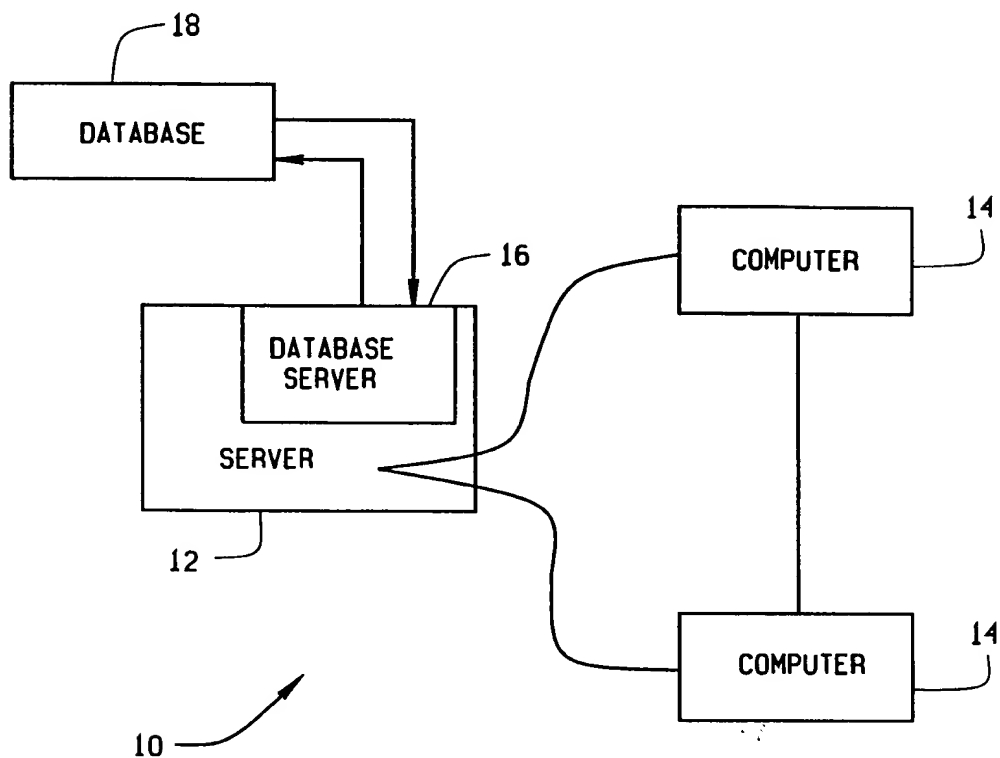 18
DATABASE
14
COMPUTER
16
DATABASE
SERVER
SERVER
12
14
COMPUTER
10